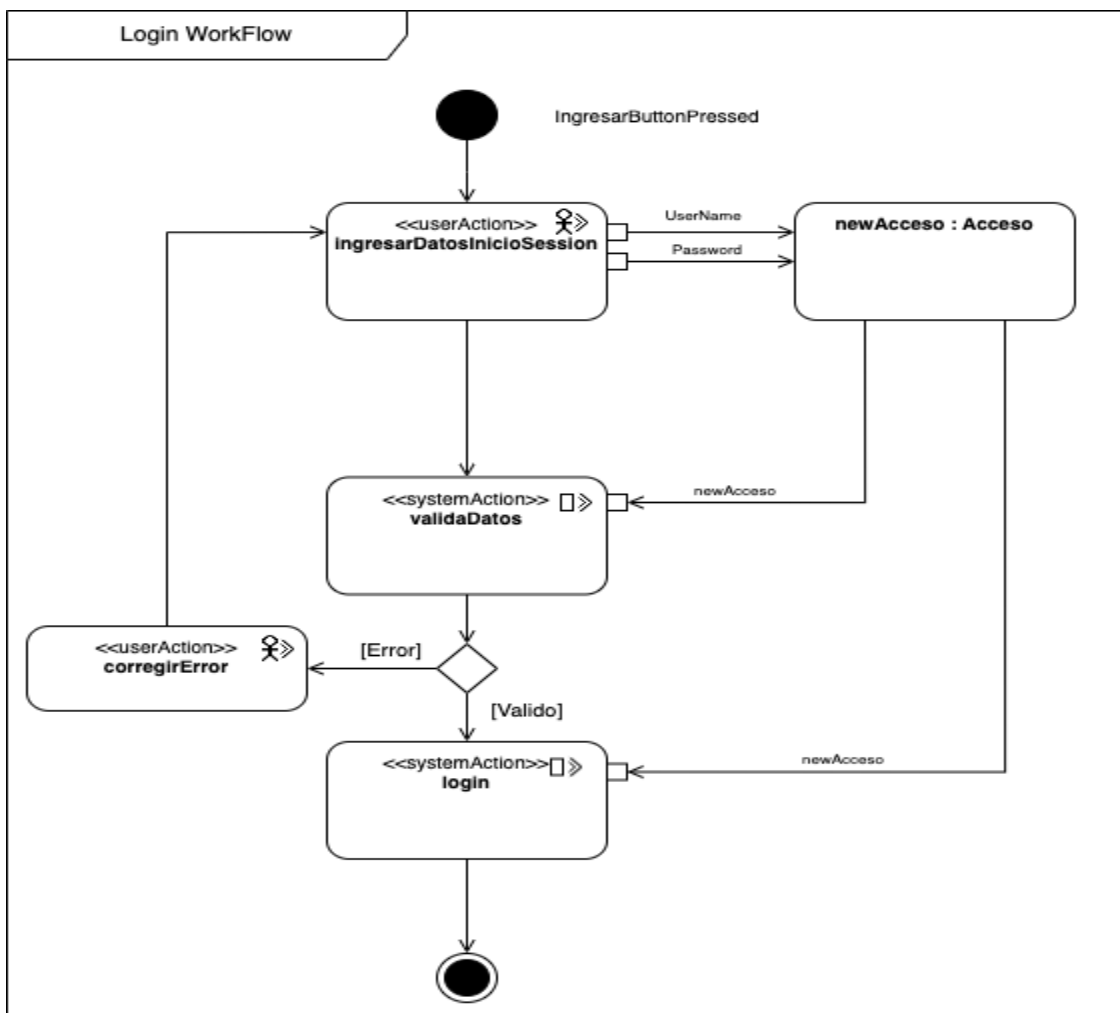 Login WorkFlow
IngresarButtonPressed
<<userAction>>
ingresarDatosInicioSession
UserName
Password
newAcceso : Acceso
<<systemAction>>
validaDatos
newAcceso
<<userAction>>
corregirError
[Error]
[Valido]
<<systemAction>>
login
newAcceso